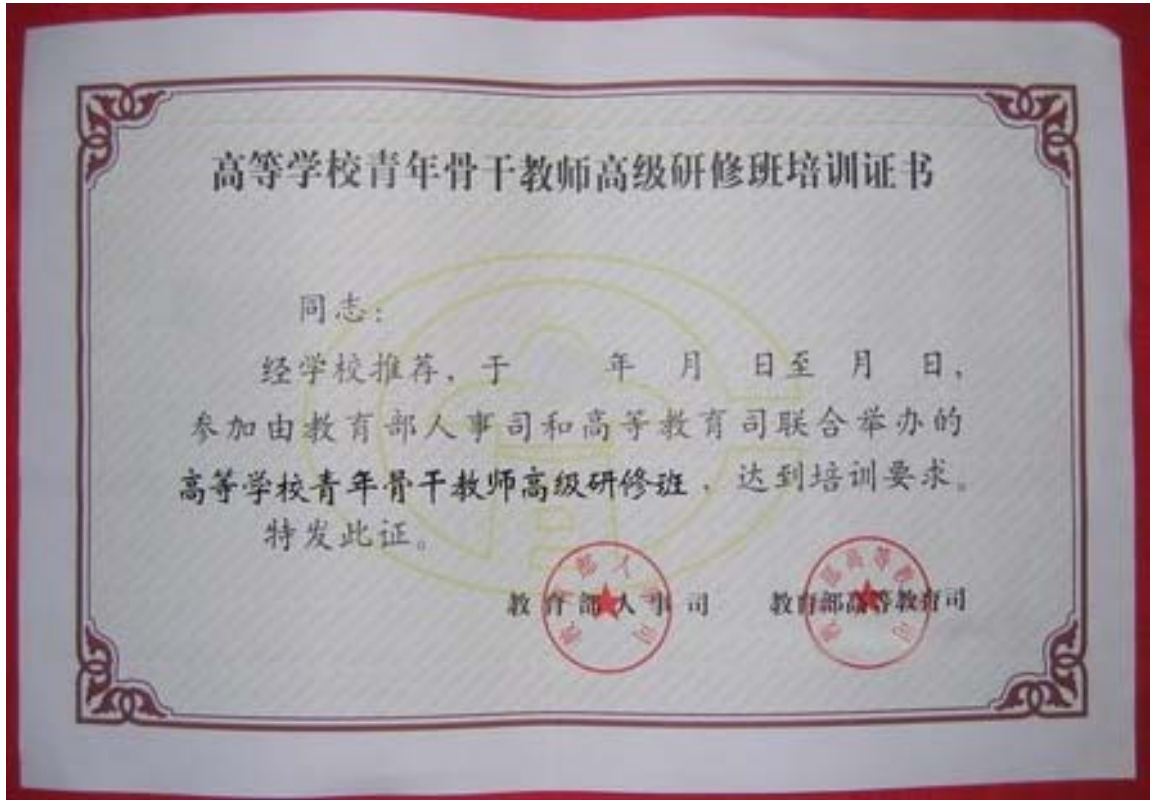 高等学校青年骨干教师高级研修班培训证书
同志：
经学校推荐，于 年 月 日至 月 日，
参加由教育部人事司和高等教育司联合举办的
高等学校青年骨干教师高级研修班，达到培训要求。
特发此证。
教育部人事司 教育部高等教育司